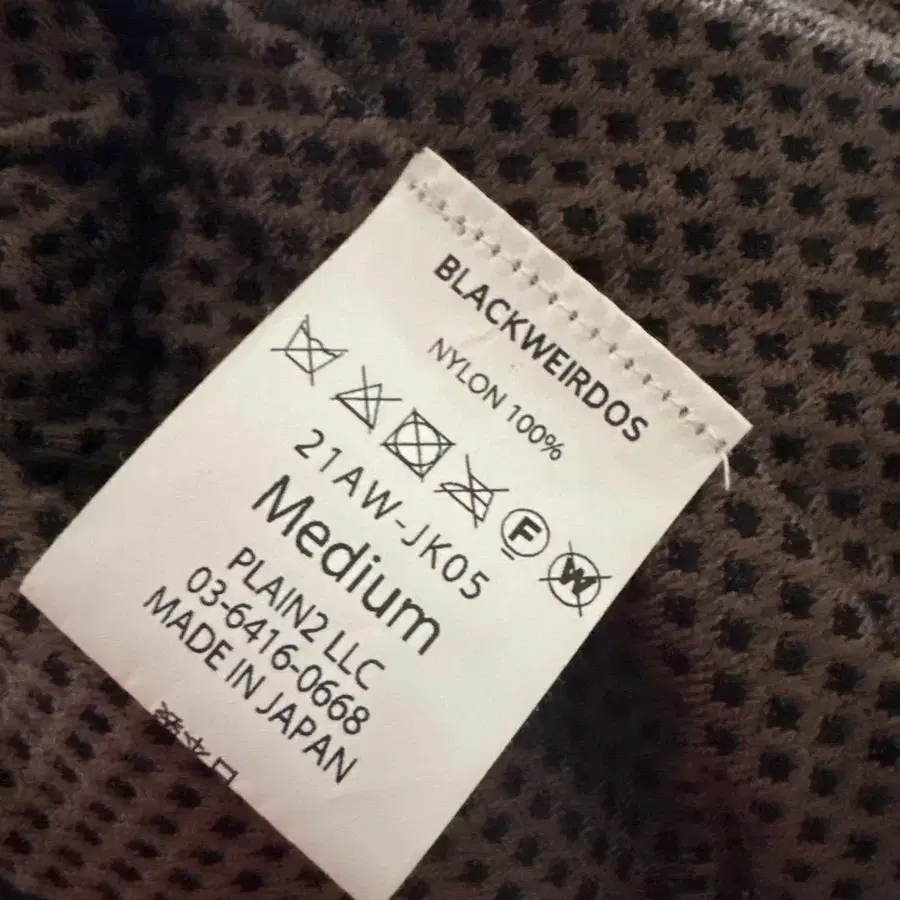 BLACKWEIRDOS
NYLON 100%
F W
21AW-JK05
Medium
PLAIN2 LLC
03-6416-0668
MADE IN JAPAN